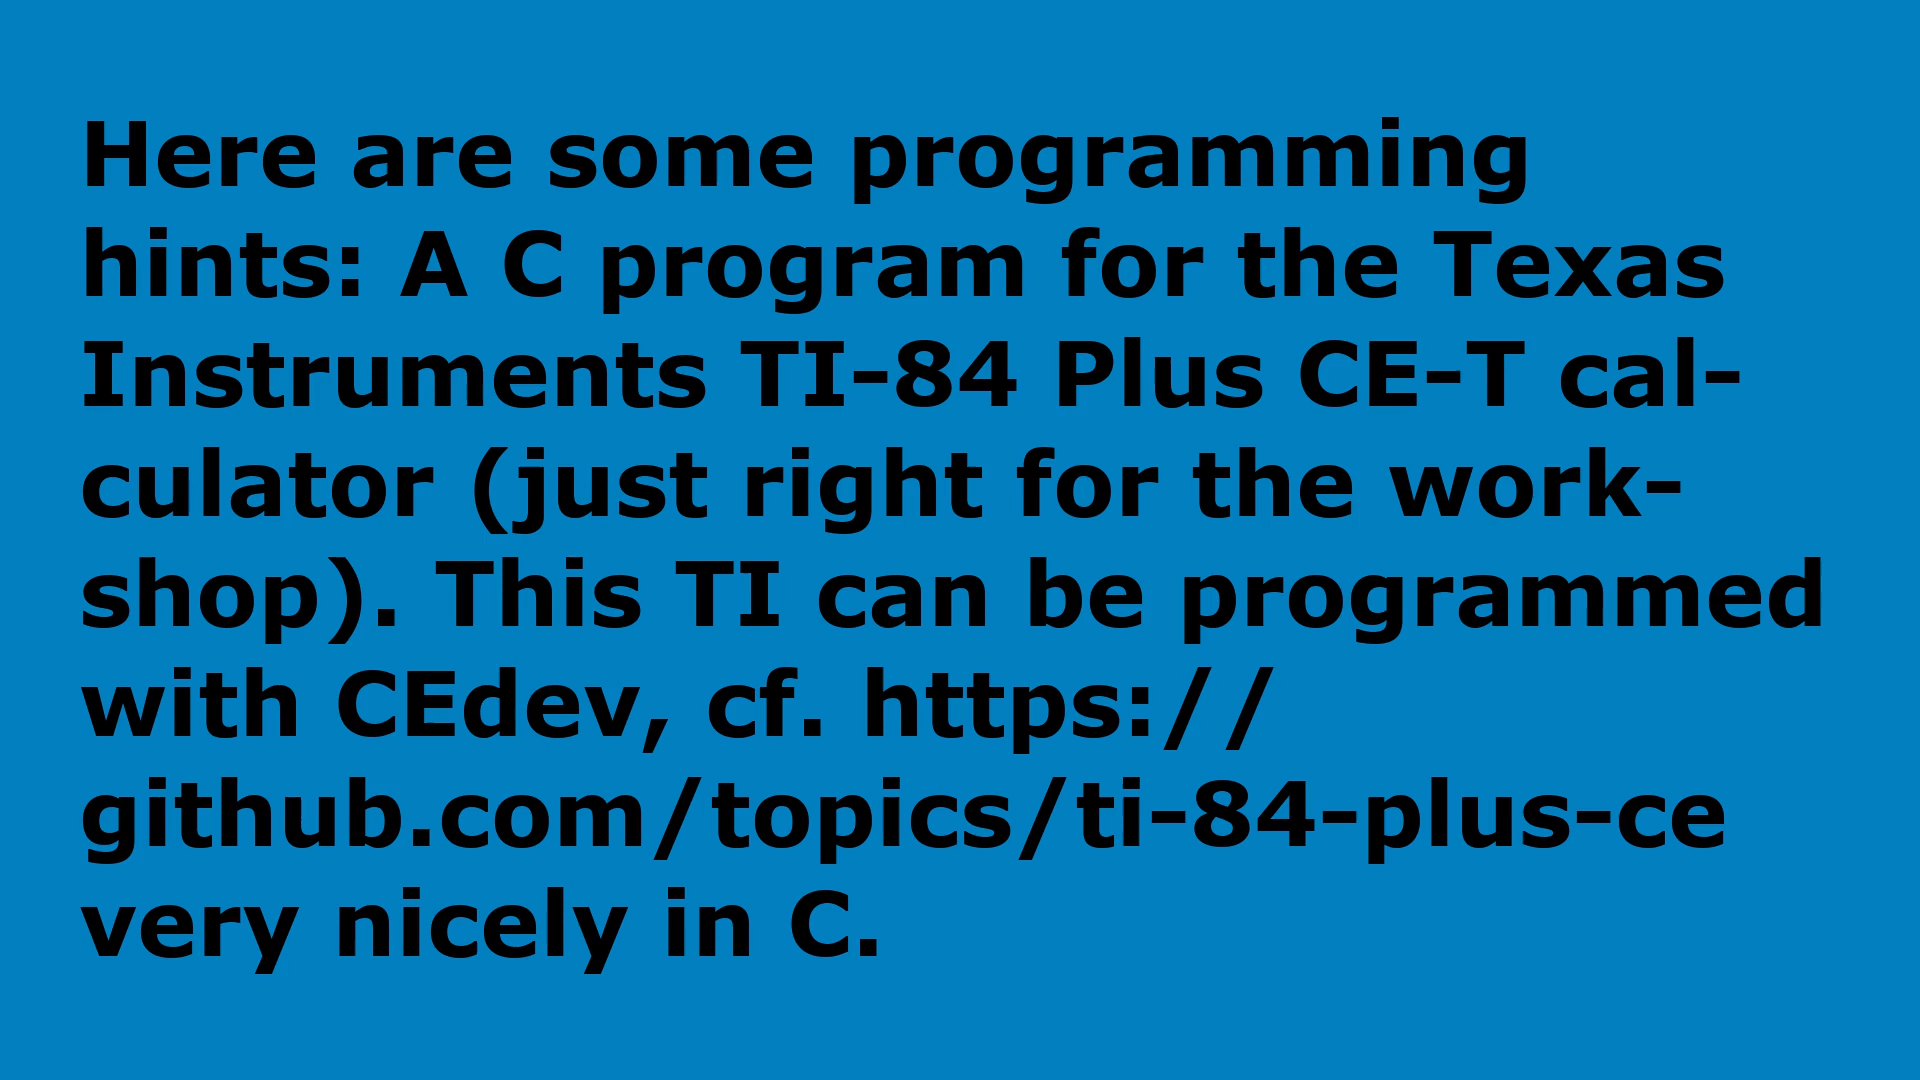 Here are some programming
hints: A C program for the Texas
Instruments TI-84 Plus CE-T cal-
culator (just right for the work-
shop). This TI can be programmed
with CEdev, cf. https://
github.com/topics/ti-84-plus-ce
very nicely in C.